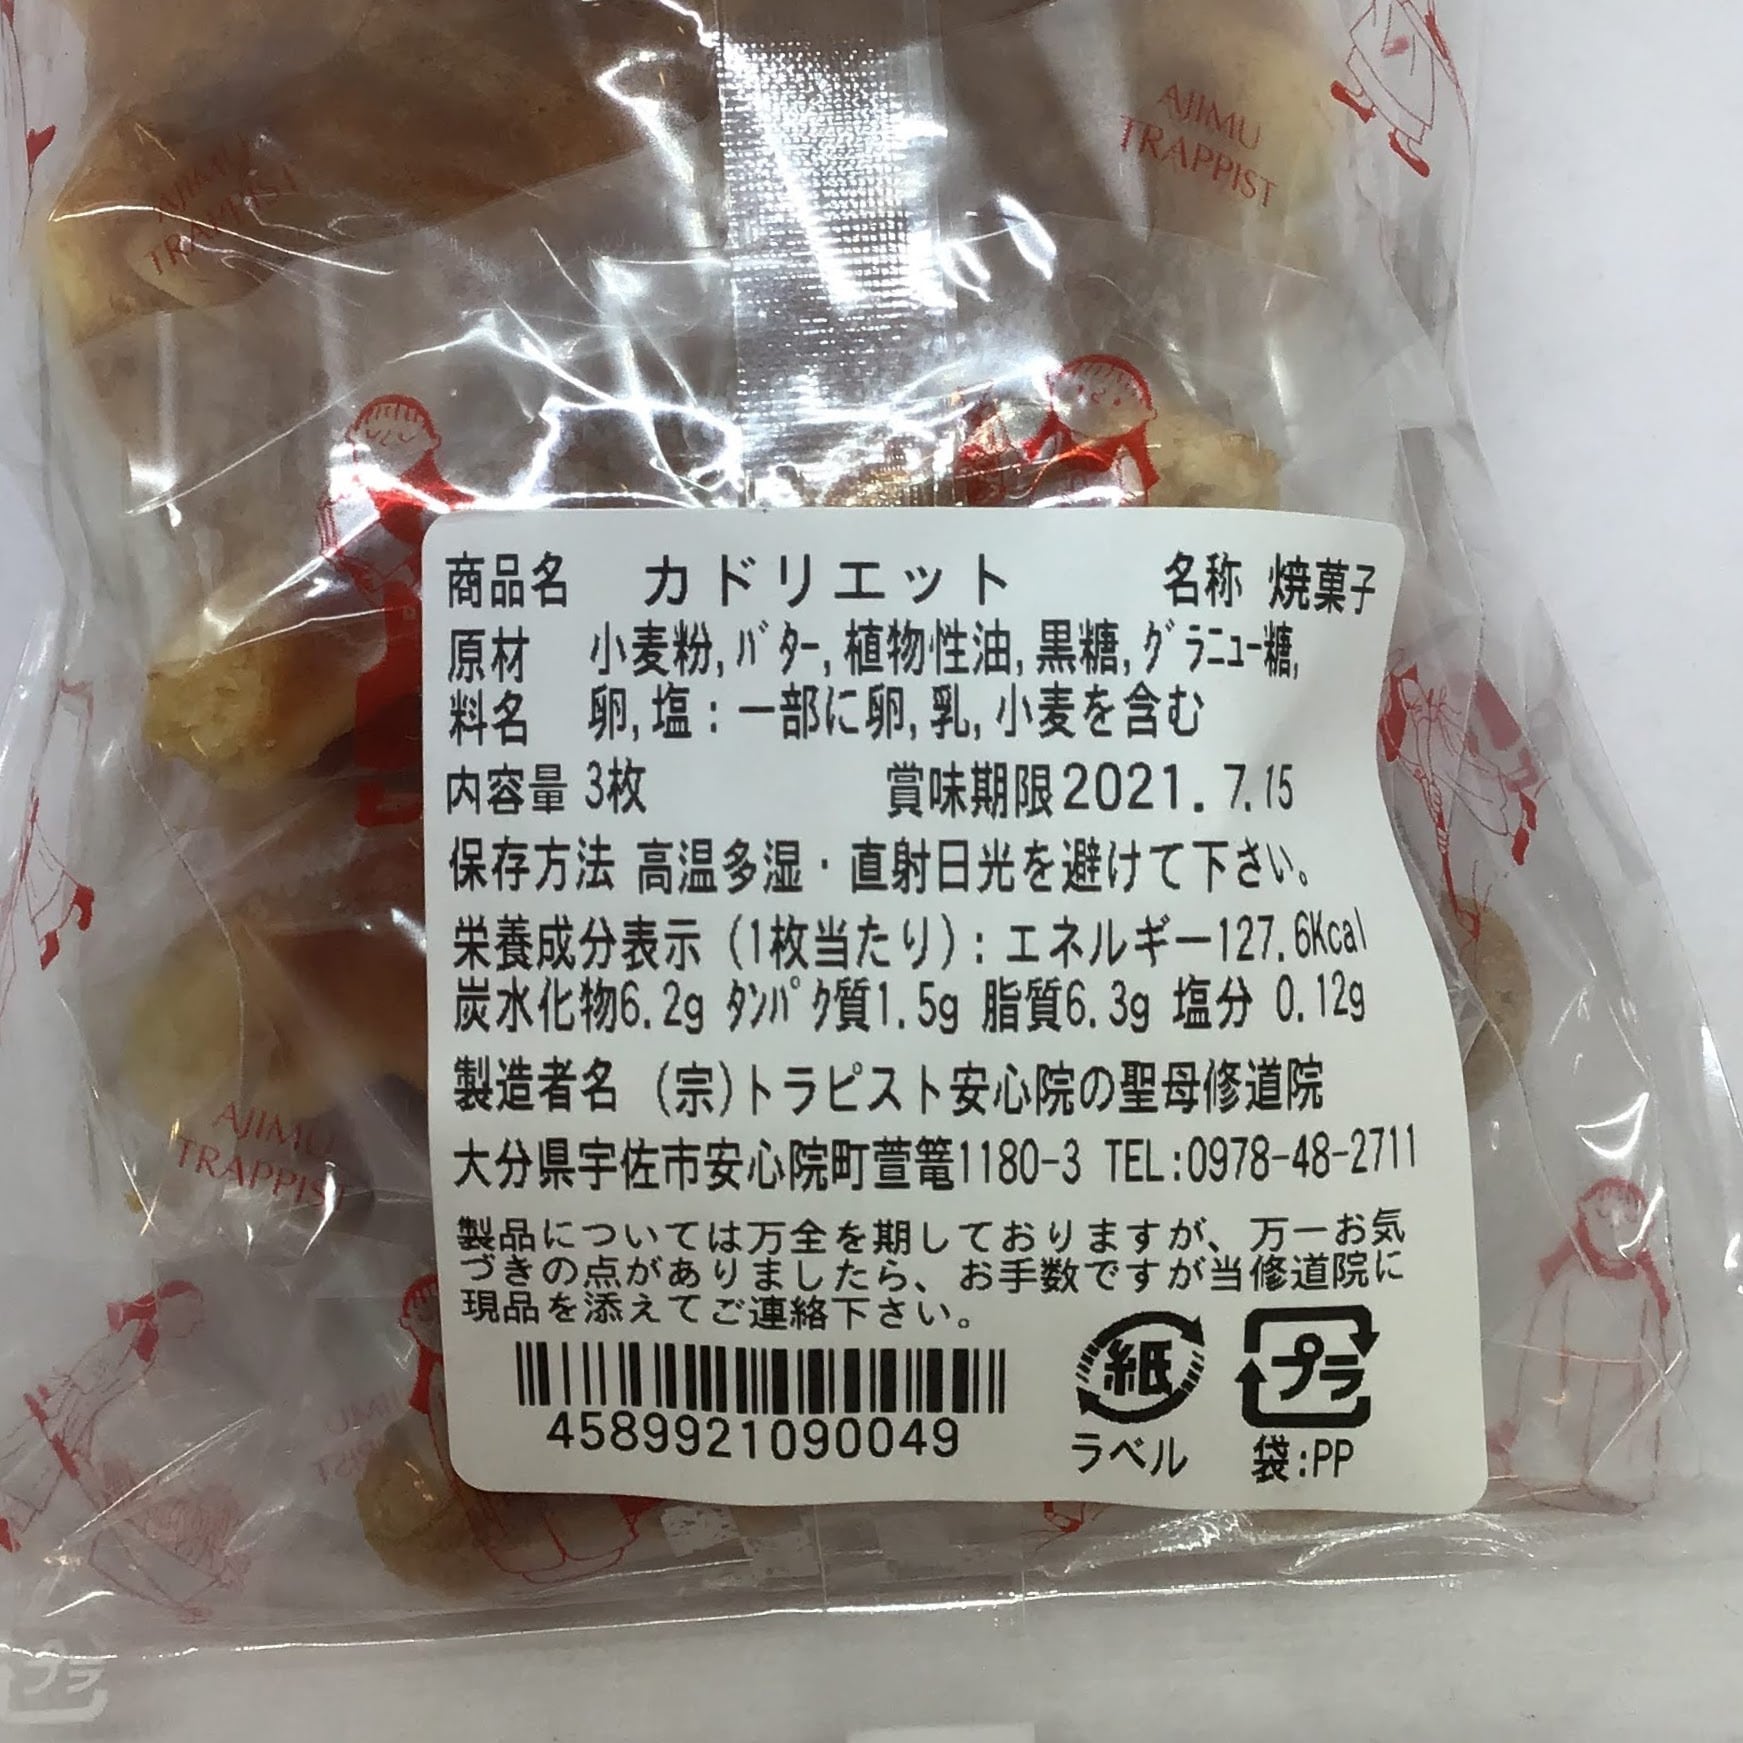 AJIMU
TRAPPIST
AJIMU
TRAPPIST
商品名 カドリエット 名称 焼菓子
原材 小麦粉,バター,植物性油,黒糖,グラニュー糖,
料名 卵,塩:一部に卵,乳,小麦を含む
内容量 3枚 賞味期限2021.7.15
保存方法 高温多湿・直射日光を避けて下さい。
栄養成分表示(1枚当たり):エネルギー127.6Kcal
炭水化物6.2g タンパク質1.5g 脂質6.3g 塩分 0.12g
製造者名 (宗)トラピスト安心院の聖母修道院
大分県宇佐市安心院町萱篭1180-3 TEL:0978-48-2711
製品については万全を期しておりますが、万一お気
づきの点がありましたら、お手数ですが当修道院に
現品を添えてご連絡下さい。
4589921090049
紙
ラベル
プラ
袋:PP
AJIMU
TRAPPIST
プラ